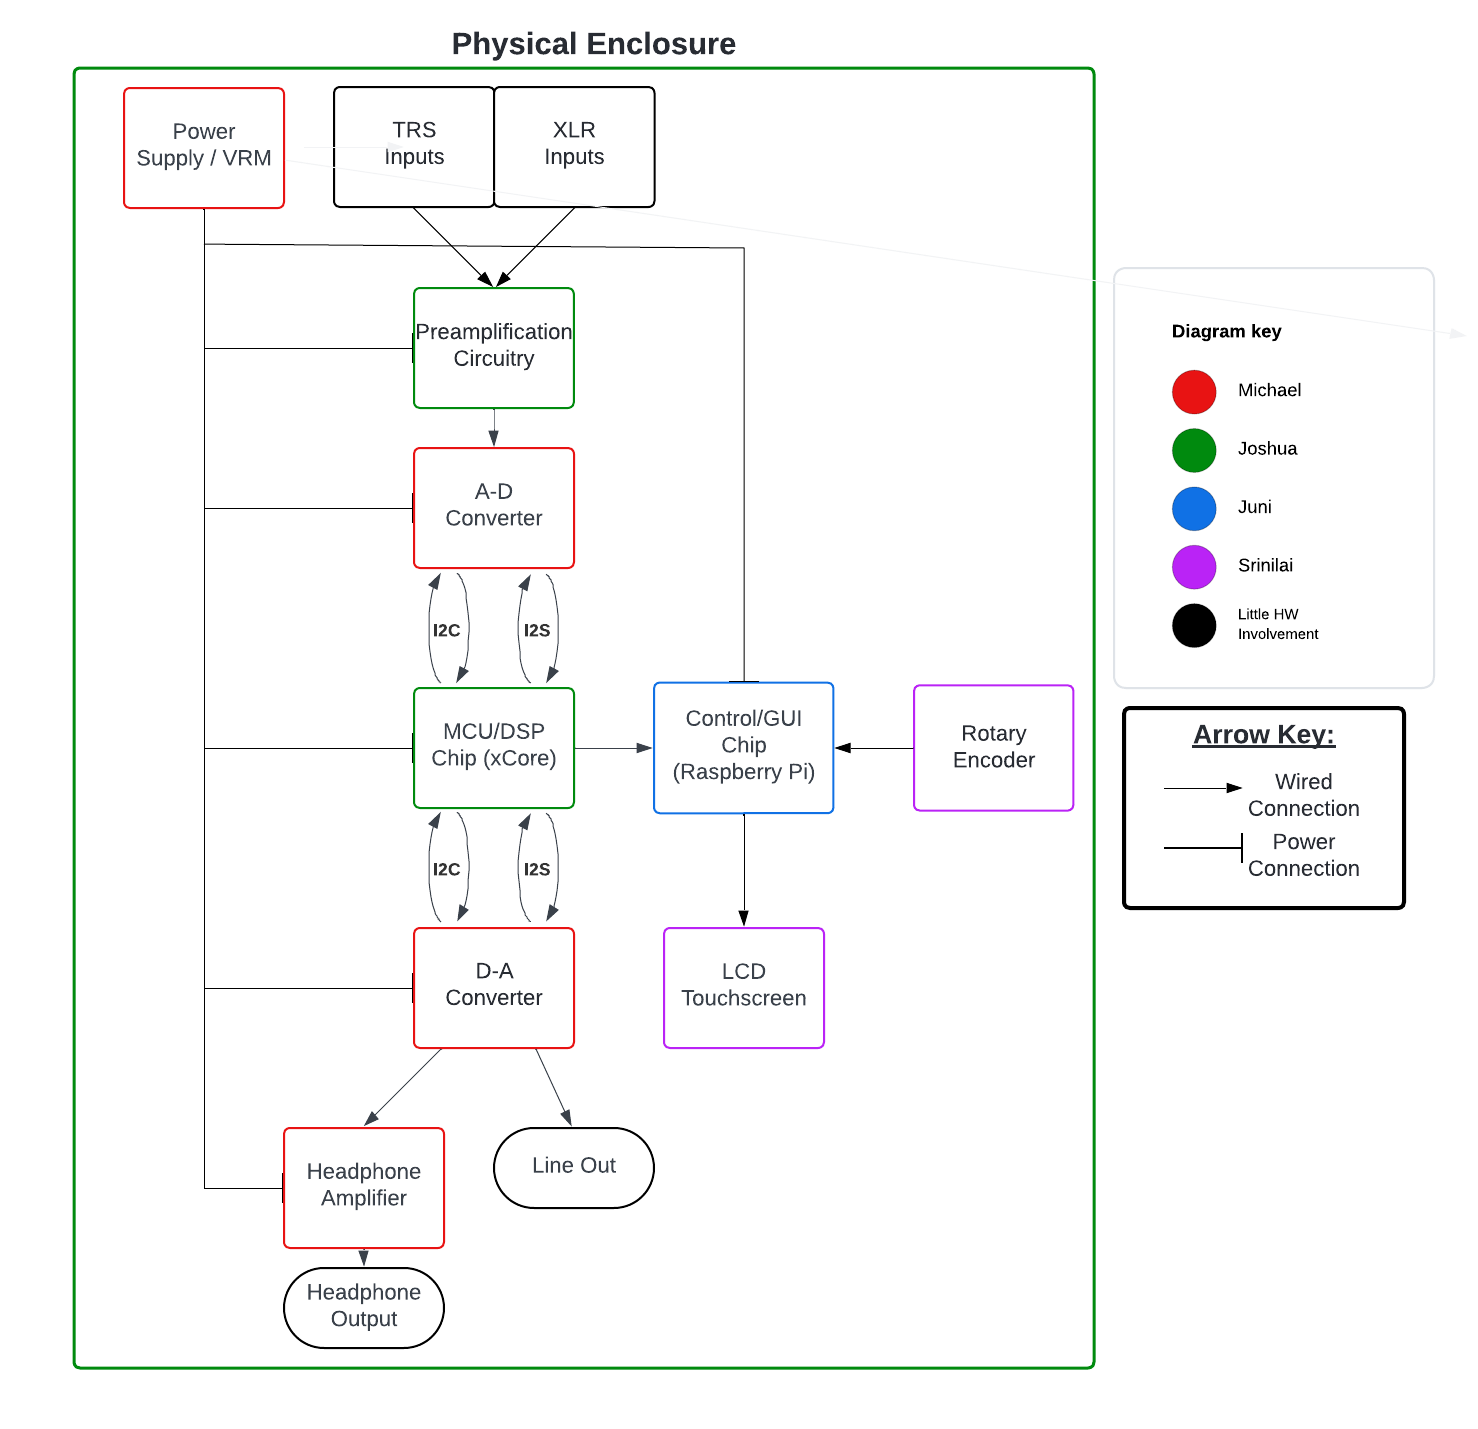 Physical Enclosure
Power
Supply / VRM
TRS
Inputs
XLR
Inputs
Preamplification
Circuitry
A-D
Converter
I2C
I2S
MCU/DSP
Chip (xCore)
Control/GUI
Chip
(Raspberry Pi)
Rotary
Encoder
I2C
I2S
D-A
Converter
LCD
Touchscreen
Headphone
Amplifier
Line Out
Headphone
Output
Diagram key
Michael
Joshua
Juni
Srinilai
Little HW
Involvement
Arrow Key:
Wired
Connection
Power
Connection